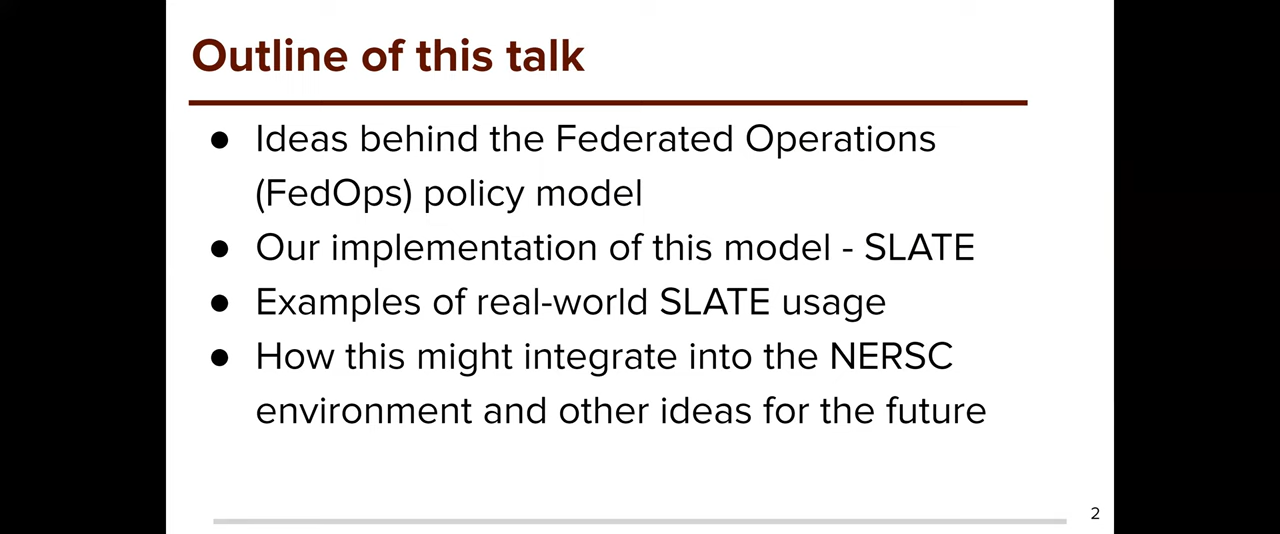 Outline of this talk
● Ideas behind the Federated Operations
(FedOps) policy model
● Our implementation of this model - SLATE
● Examples of real-world SLATE usage
● How this might integrate into the NERSC
environment and other ideas for the future
2